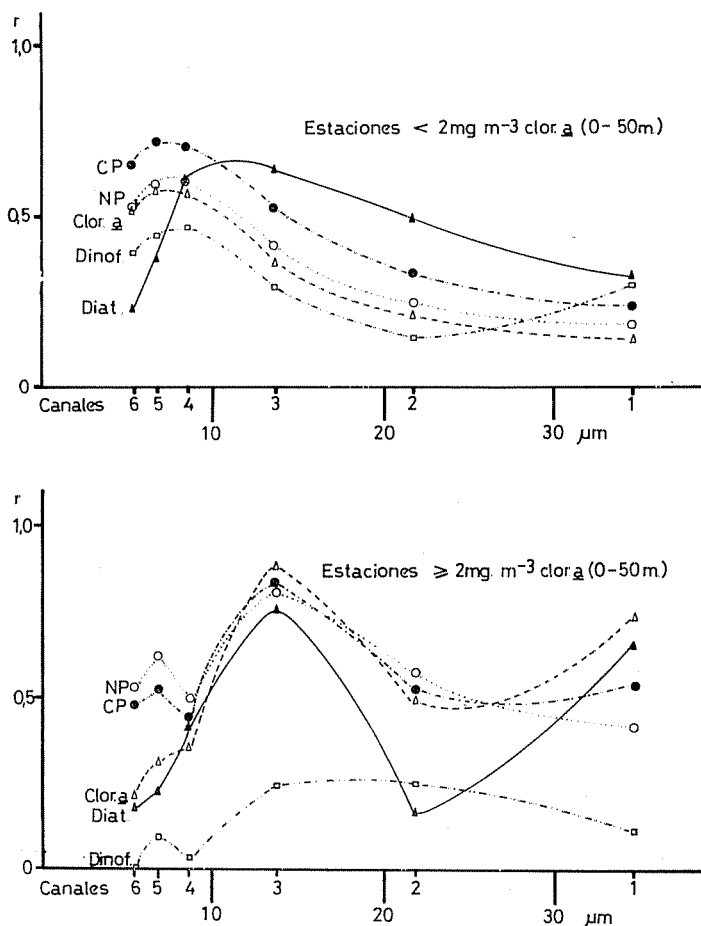 r
1,0
Estaciones < 2mg m-3 clor. a (0-50m)
CP
NP
0,5
Clor. a
Dinof.
Diat.
0
Canales 6 5 4 3 2 1
10 20 30 µm
r
1,0
Estaciones ⩾ 2mg. m-3 clor a (0-50m)
NP
0,5
CP
Clor.a
Diat.
Dinof.
0
Canales 6 5 4 3 2 1
10 20 30 µm